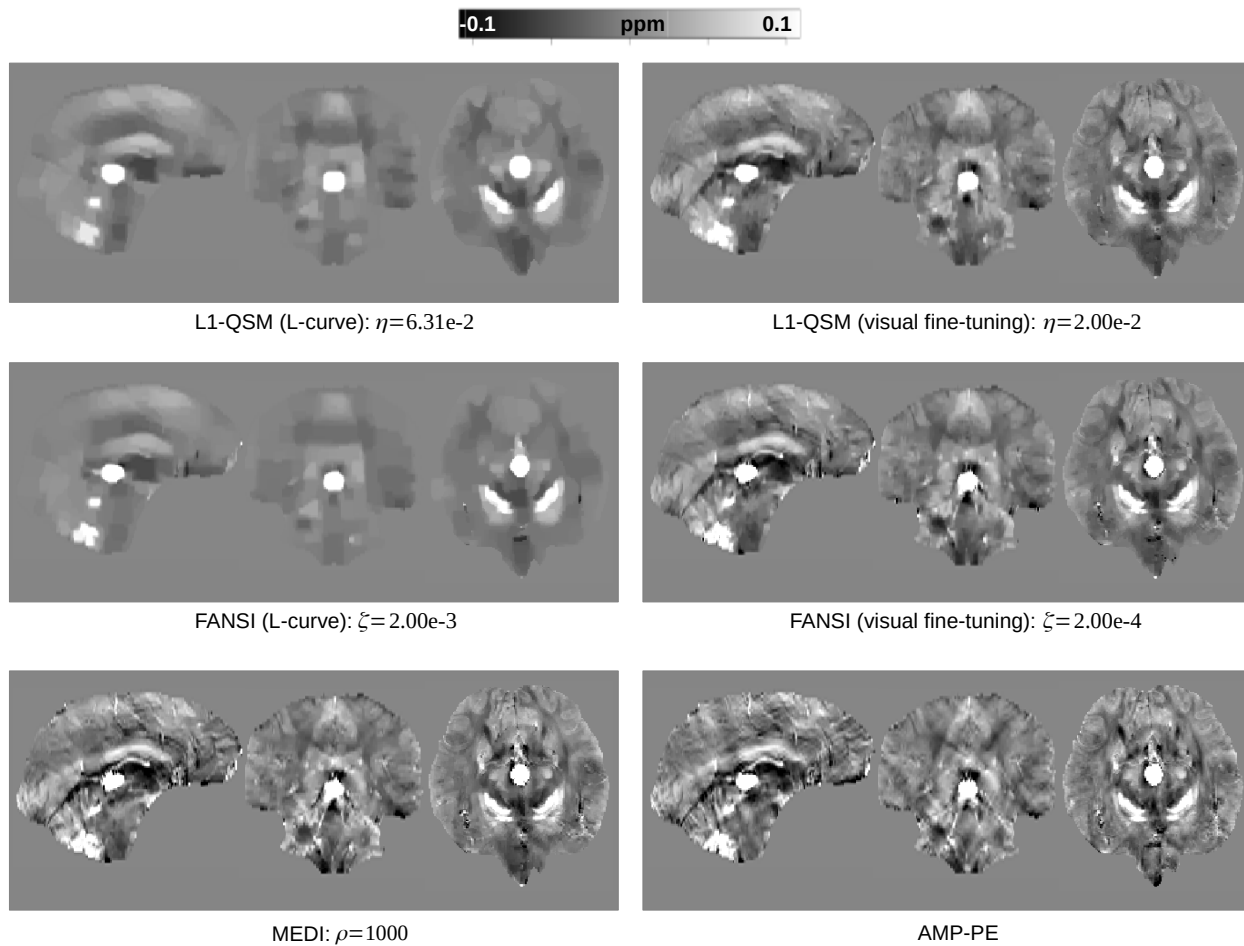 -0.1 ppm 0.1
L1-QSM (L-curve): η=6.31e-2
L1-QSM (visual fine-tuning): η=2.00e-2
FANSI (L-curve): ζ=2.00e-3
FANSI (visual fine-tuning): ζ=2.00e-4
MEDI: ρ=1000
AMP-PE